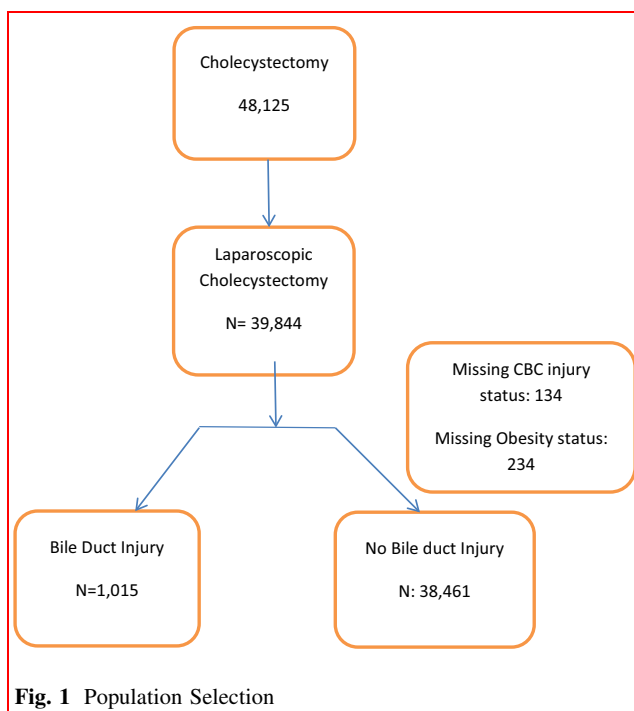 Cholecystectomy
48,125
Laparoscopic
Cholecystectomy
N= 39,844
Missing CBC injury
status: 134
Missing Obesity status:
234
Bile Duct Injury
N=1,015
No Bile duct Injury
N: 38,461
Fig. 1 Population Selection